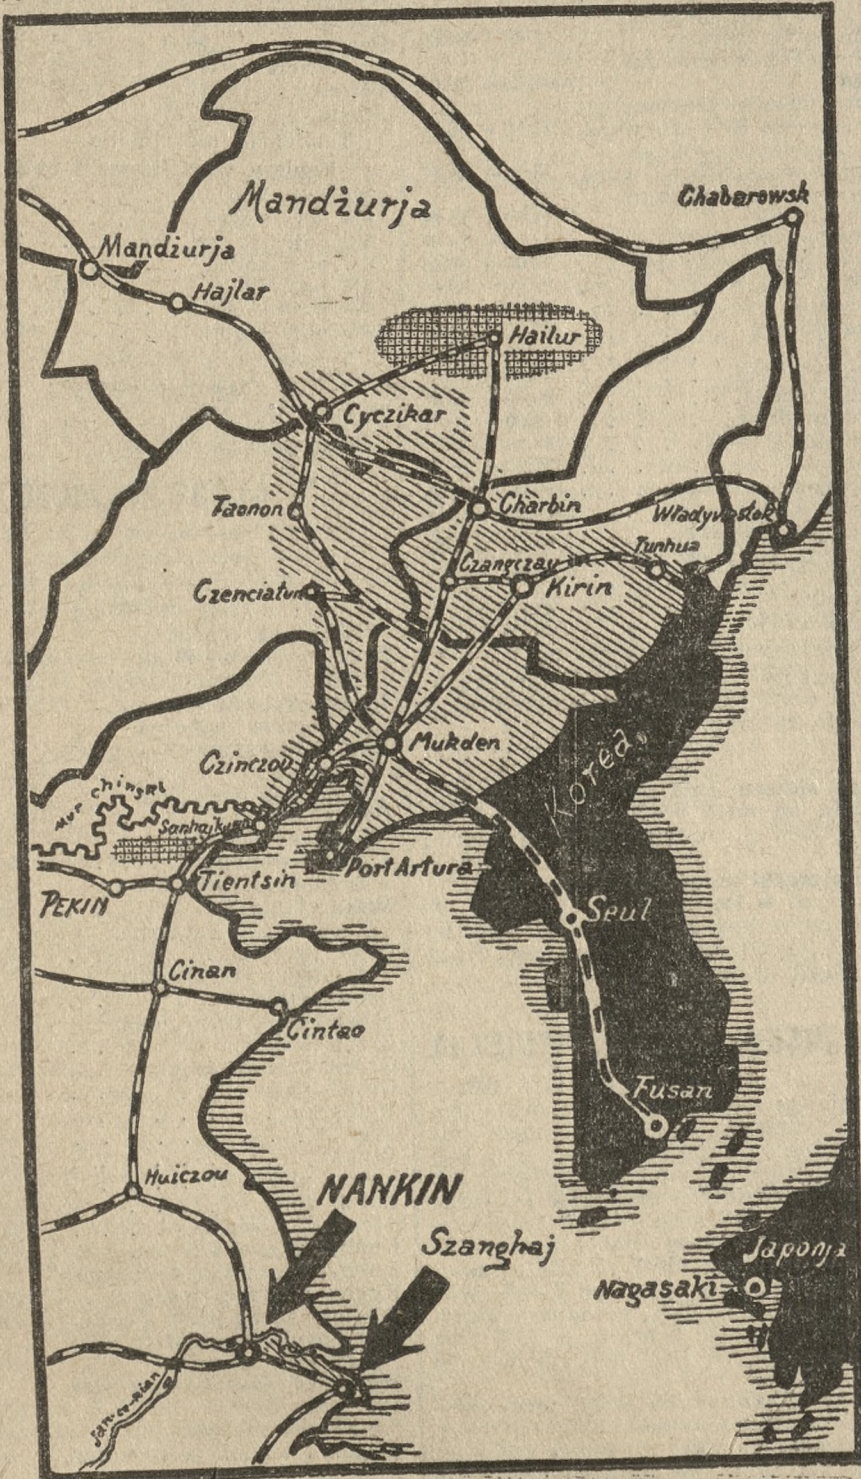 Mandżurja
Chabarowsk
Mandżurja
Hajlar
Hailur
Cyczikar
Taonon
Charbin
Władywostok
Czangczau
Tunhua
Kirin
Czenciatun
Mukden
Czinczou
Korea
Mur chiński
Sanhajkwan
Port Artura
PEKIN
Tientsin
Seul
Cinan
Cintao
Fusan
Huiczou
NANKIN
Szanghaj
Japonja
Nagasaki